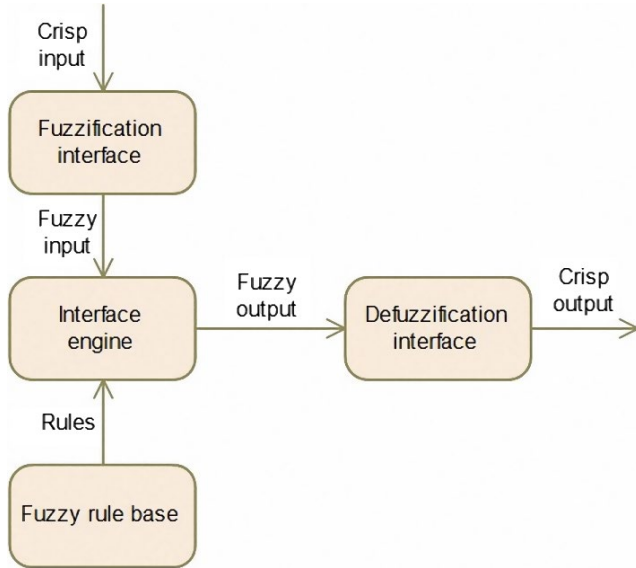 Crisp
input
Fuzzification
interface
Fuzzy
input
Interface
engine
Fuzzy
output
Defuzzification
interface
Crisp
output
Rules
Fuzzy rule base